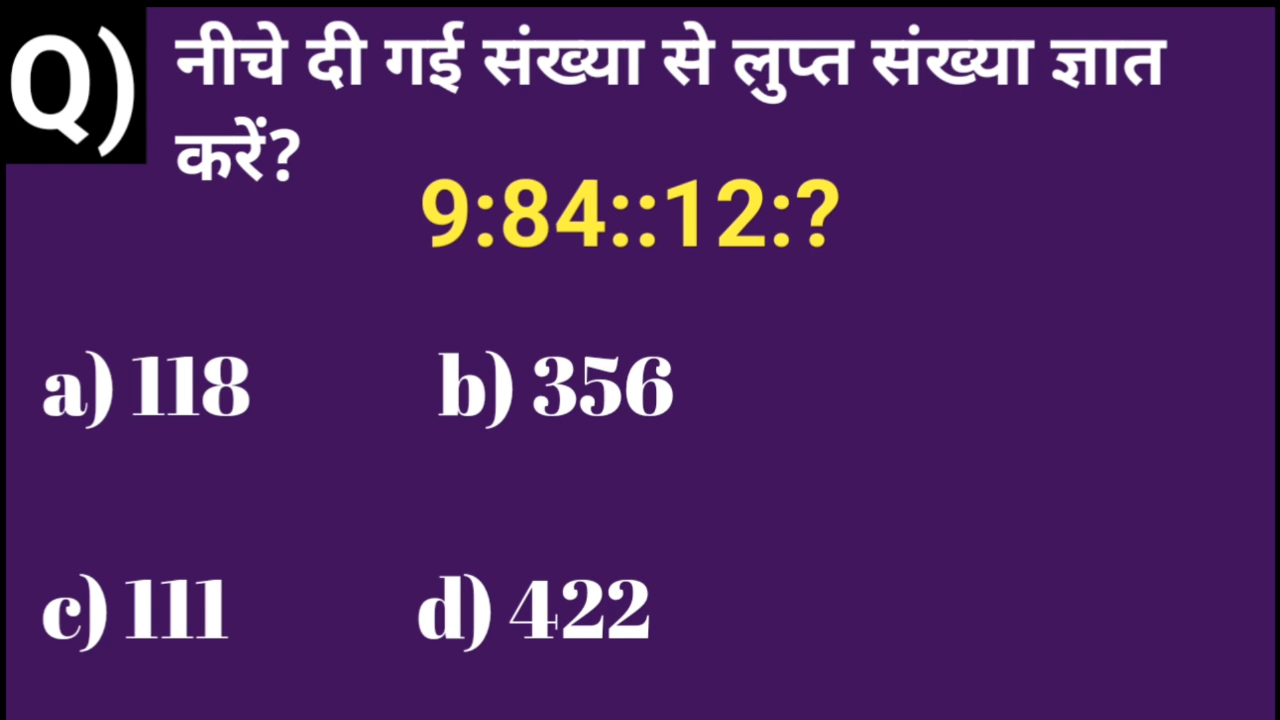 Q) नीचे दी गई संख्या से लुप्त संख्या ज्ञात
करें?
9:84::12:?
a) 118 b) 356
c) 111 d) 422